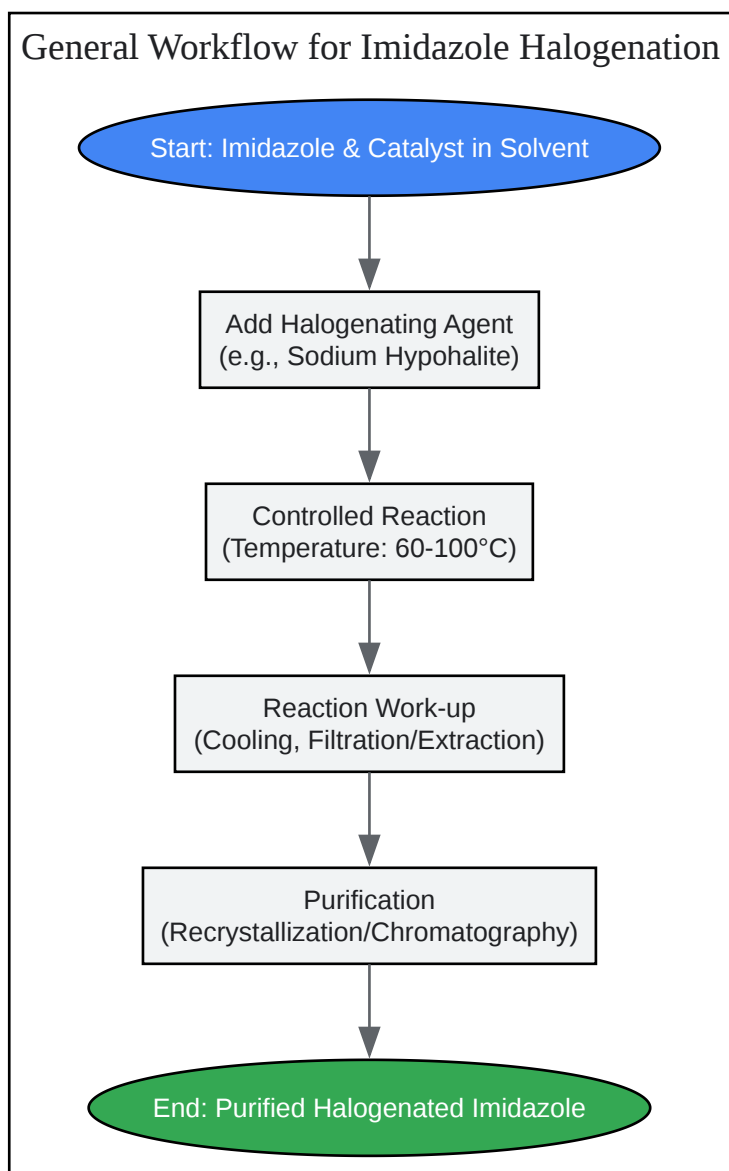 General Workflow for Imidazole Halogenation
Start: Imidazole & Catalyst in Solvent
Add Halogenating Agent
(e.g., Sodium Hypohalite)
Controlled Reaction
(Temperature: 60-100°C)
Reaction Work-up
(Cooling, Filtration/Extraction)
Purification
(Recrystallization/Chromatography)
End: Purified Halogenated Imidazole